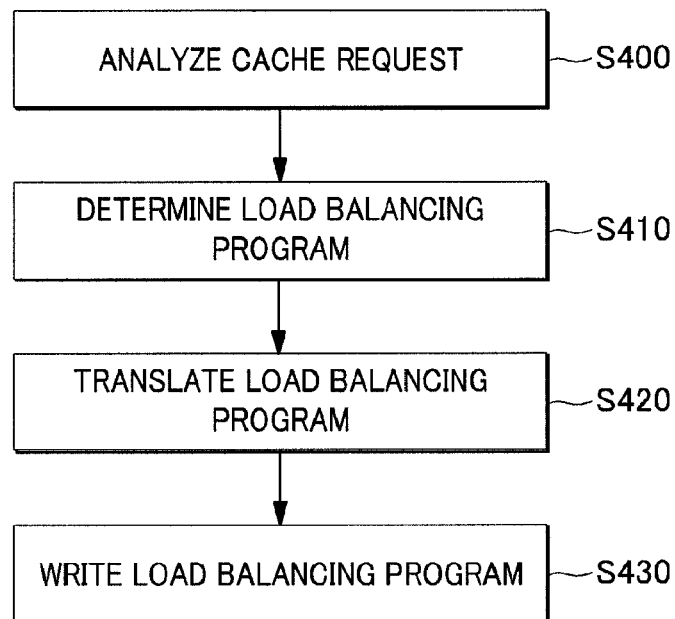 ANALYZE CACHE REQUEST
S400
DETERMINE LOAD BALANCING
PROGRAM
S410
TRANSLATE LOAD BALANCING
PROGRAM
S420
WRITE LOAD BALANCING PROGRAM
S430